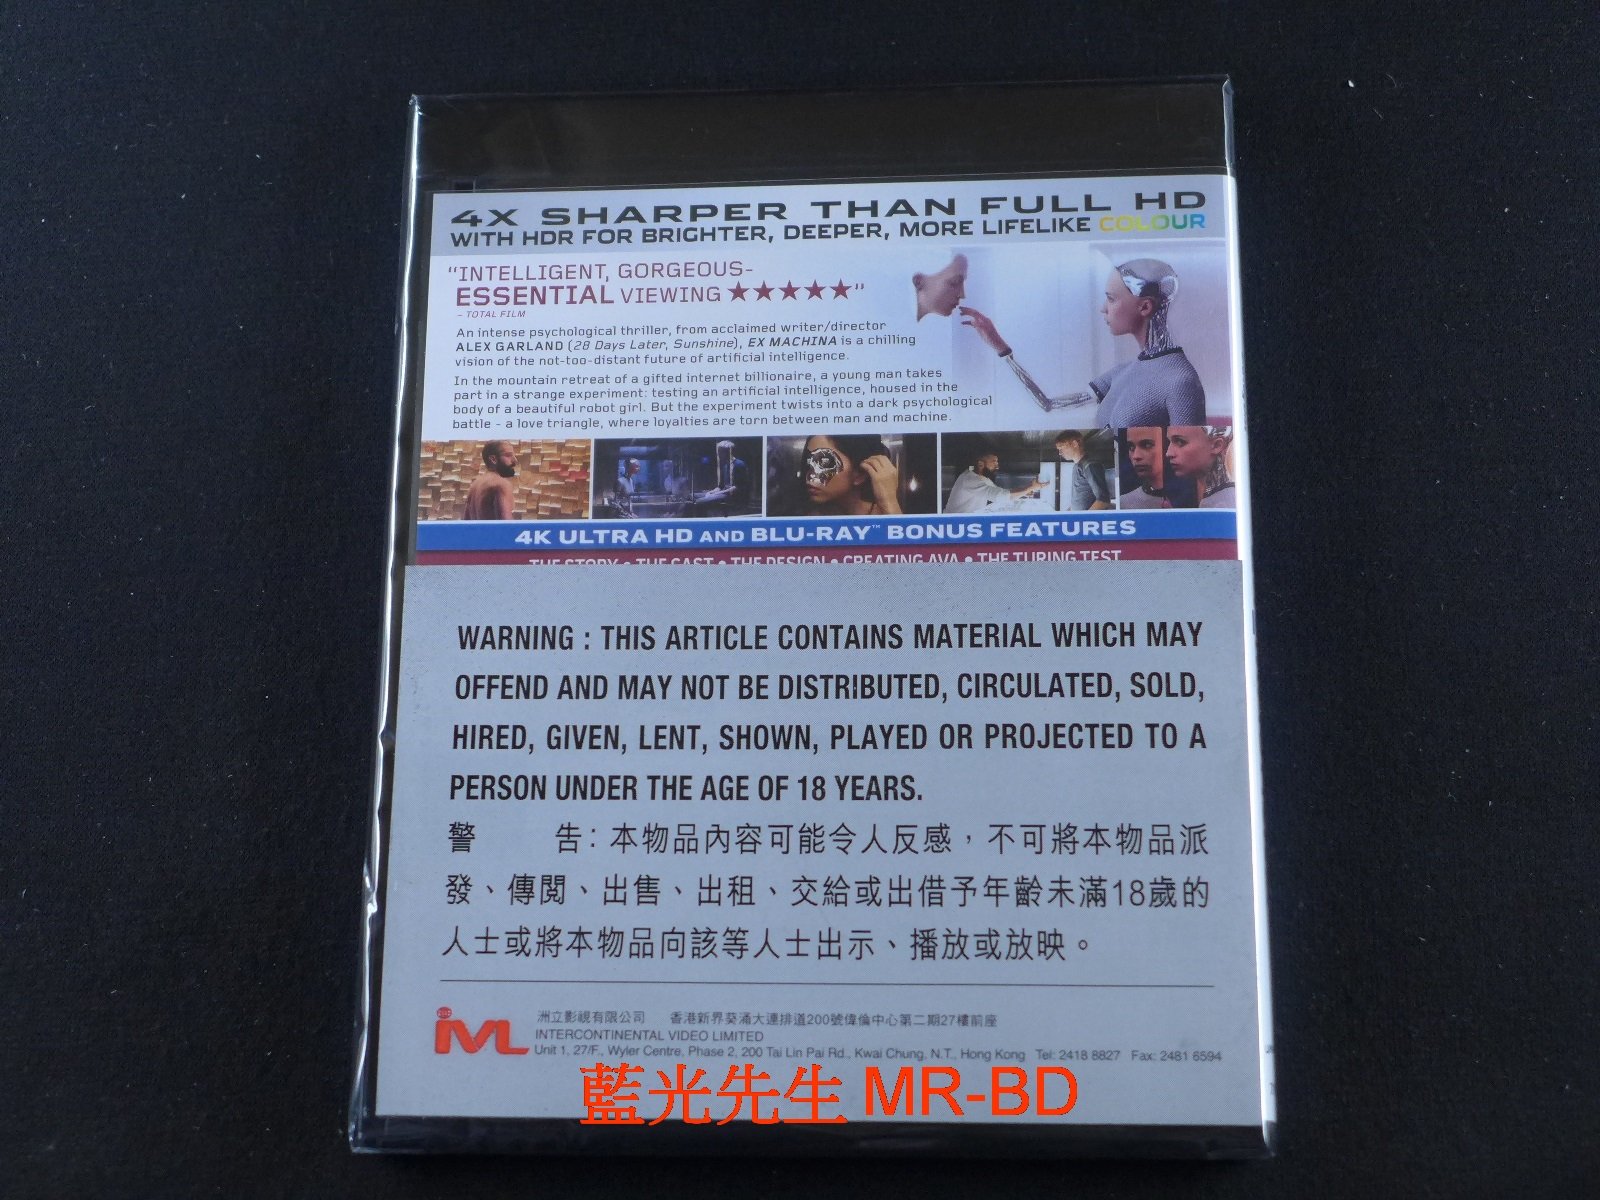 4X SHARPER THAN FULL HD
WITH HDR FOR BRIGHTER, DEEPER, MORE LIFELIKE COLOUR
“INTELLIGENT, GORGEOUS-
ESSENTIAL VIEWING ★★★★★”
- TOTAL FILM
An intense psychological thriller, from acclaimed writer/director
ALEX GARLAND (28 Days Later, Sunshine), EX MACHINA is a chilling
vision of the not-too-distant future of artificial intelligence.
In the mountain retreat of a gifted internet billionaire, a young man takes
part in a strange experiment: testing an artificial intelligence, housed in the
body of a beautiful robot girl. But the experiment twists into a dark psychological
battle - a love triangle, where loyalties are torn between man and machine.
4K ULTRA HD AND BLU-RAY™ BONUS FEATURES
THE STORY • THE CAST • THE DESIGN • CREATING AVA • THE TURING TEST
WARNING : THIS ARTICLE CONTAINS MATERIAL WHICH MAY
OFFEND AND MAY NOT BE DISTRIBUTED, CIRCULATED, SOLD,
HIRED, GIVEN, LENT, SHOWN, PLAYED OR PROJECTED TO A
PERSON UNDER THE AGE OF 18 YEARS.
警 告: 本物品內容可能令人反感，不可將本物品派
發、傳閱、出售、出租、交給或出借予年齡未滿18歲的
人士或將本物品向該等人士出示、播放或放映。
IVL
洲立影視有限公司 香港新界葵涌大連排道200號偉倫中心第二期27樓前座
INTERCONTINENTAL VIDEO LIMITED
Unit 1, 27/F., Wyler Centre, Phase 2, 200 Tai Lin Pai Rd., Kwai Chung, N.T., Hong Kong Tel: 2418 8827 Fax: 2481 6594
藍光先生 MR-BD